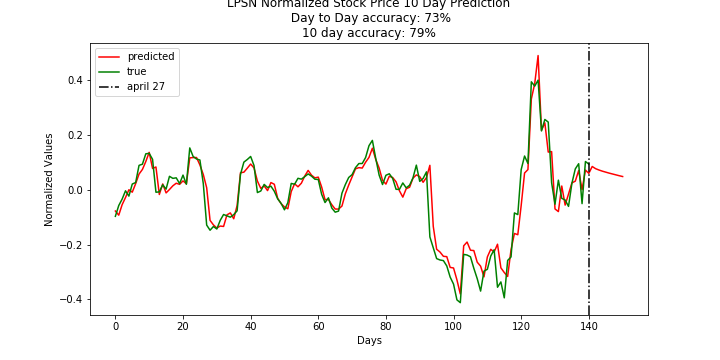 LPSN Normalized Stock Price 10 Day Prediction
Day to Day accuracy: 73%
10 day accuracy: 79%
predicted
true
april 27
Normalized Values
0.4
0.2
0.0
−0.2
−0.4
0
20
40
60
80
100
120
140
Days